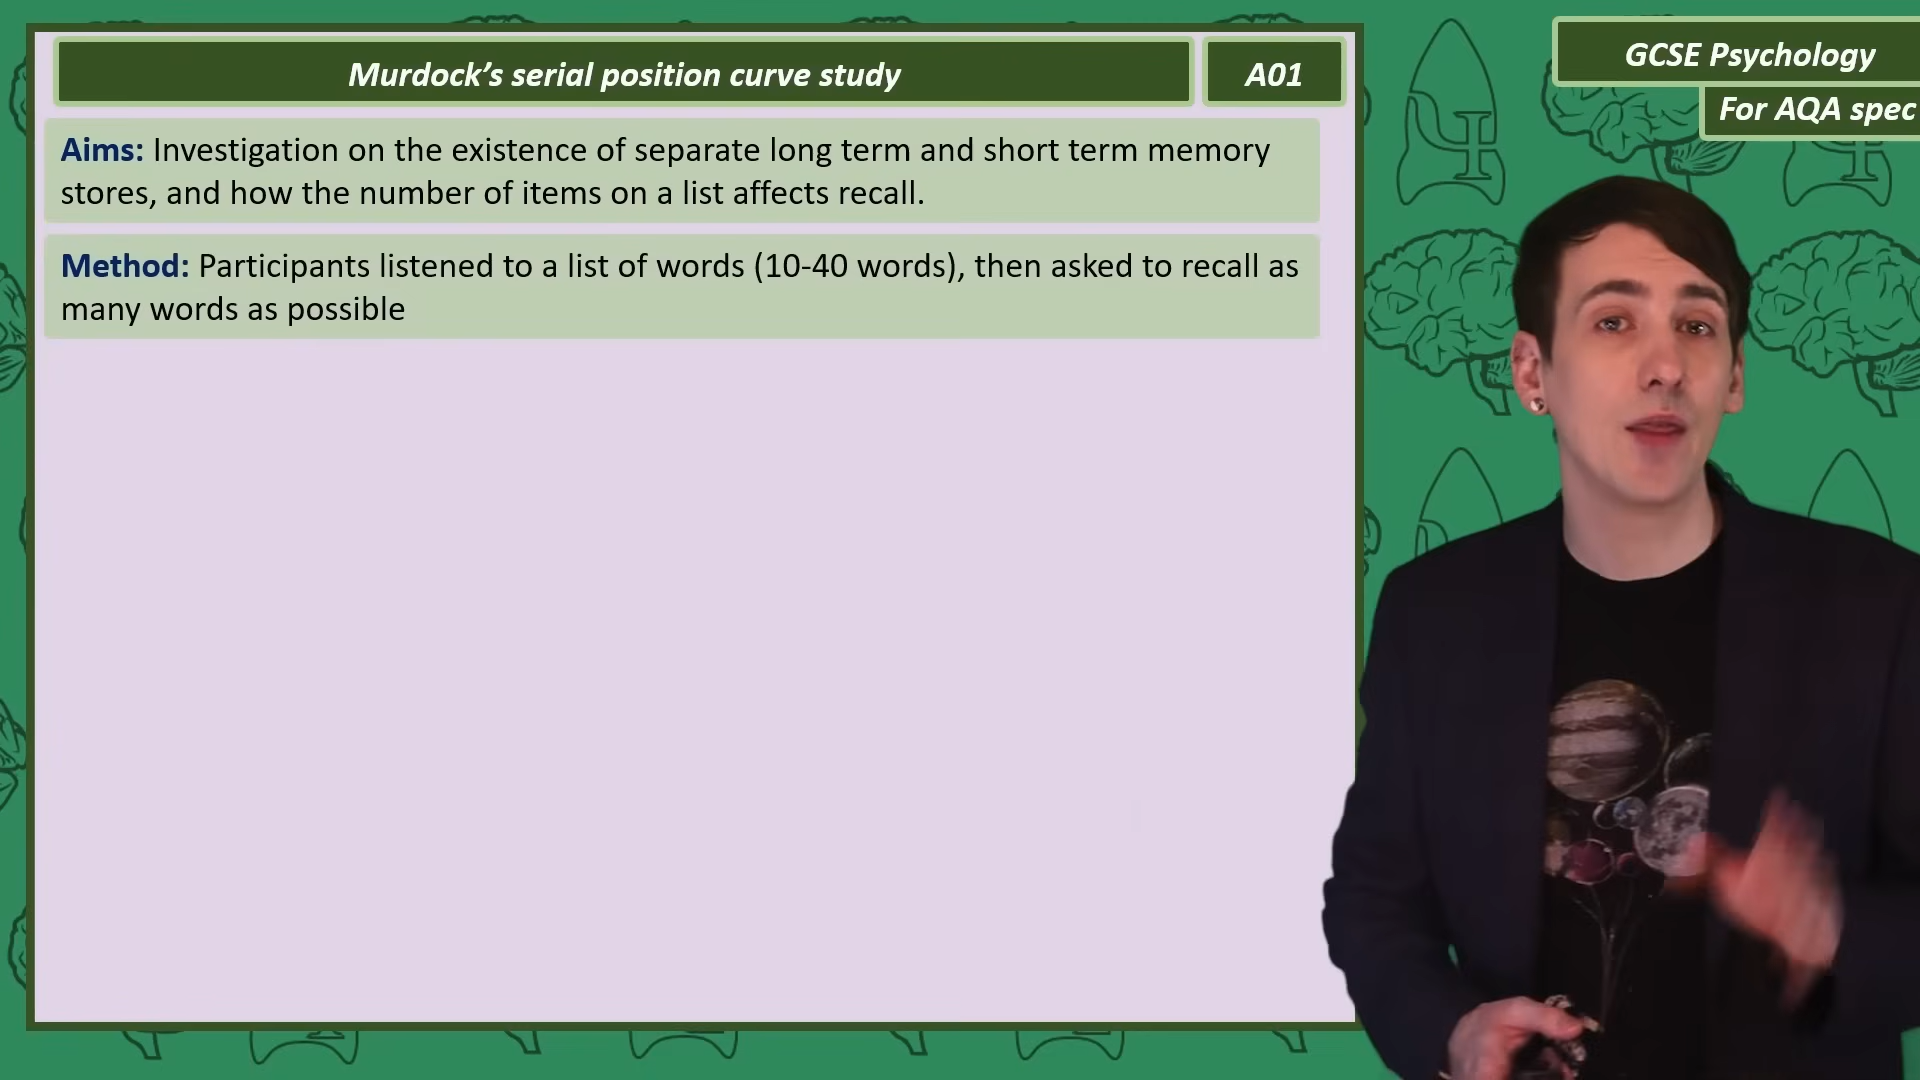 Murdock’s serial position curve study
A01
GCSE Psychology
For AQA spec
Aims: Investigation on the existence of separate long term and short term memory
stores, and how the number of items on a list affects recall.
Method: Participants listened to a list of words (10-40 words), then asked to recall as
many words as possible